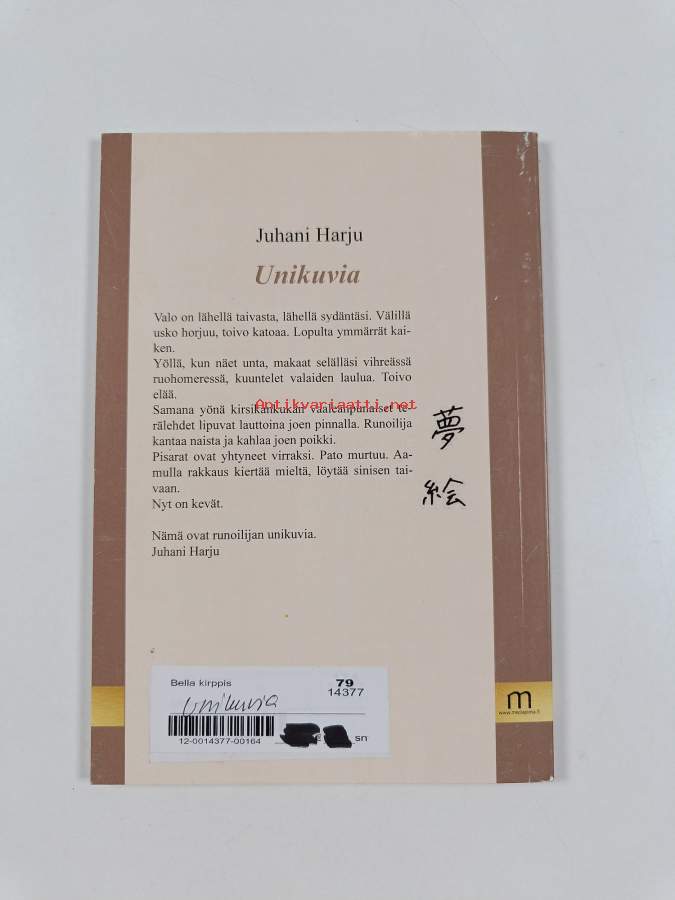 Juhani Harju
Unikuvia
Valo on lähellä taivasta, lähellä sydäntäsi. Välillä
usko horjuu, toivo katoaa. Lopulta ymmärrät kai-
ken.
Yöllä, kun näet unta, makaat selälläsi vihreässä
ruohomeressä, kuuntelet valaiden laulua. Toivo
elää.
Antikvariaatti.net
Samana yönä kirsikankukan vaaleanpunaiset te-
rälehdet lipuvat lauttoina joen pinnalla. Runoilija
kantaa naista ja kahlaa joen poikki.
Pisarat ovat yhtyneet virraksi. Pato murtuu. Aa-
mulla rakkaus kiertää mieltä, löytää sinisen tai-
vaan.
Nyt on kevät.
Nämä ovat runoilijan unikuvia.
Juhani Harju
夢
絵
Bella kirppis 79
14377
Unikuvia
12-0014377-00164 sn
m
www.mediapinta.fi